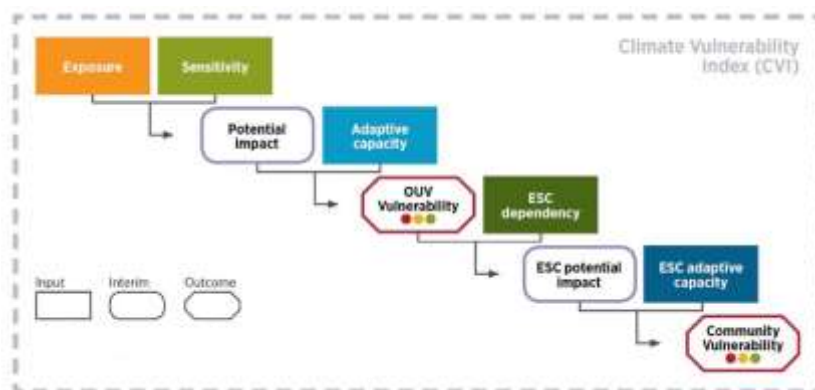 Climate Vulnerability
Index (CVI)
Exposure
Sensitivity
Potential
impact
Adaptive
capacity
OUV
Vulnerability
ESC
dependency
ESC potential
impact
ESC adaptive
capacity
Community
Vulnerability
Input
Interim
Outcome